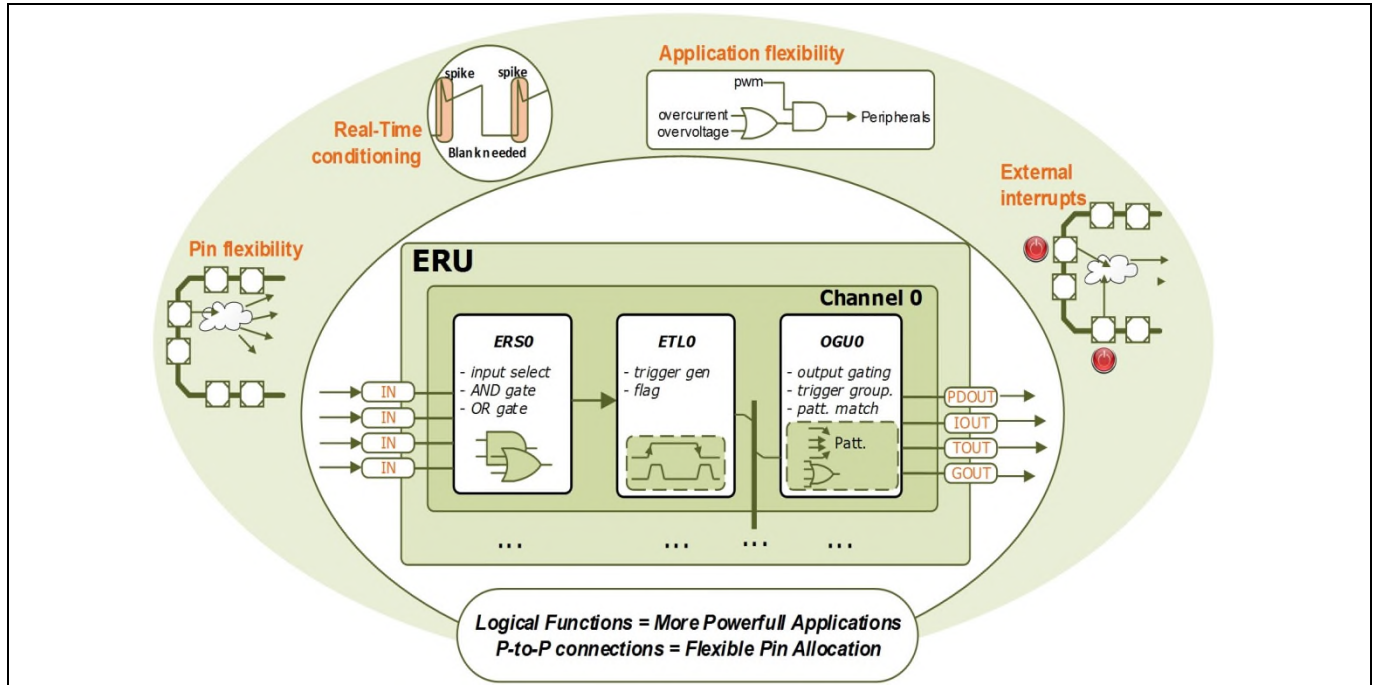 Application flexibility
spike
spike
pwm
overcurrent
overvoltage
Peripherals
Real-Time
conditioning
Blank needed
External
interrupts
Pin flexibility
ERU
Channel 0
ERS0
- input select
- AND gate
- OR gate
ETL0
- trigger gen
- flag
OGU0
- output gating
- trigger group.
- patt. match
Patt.
IN
IN
IN
IN
PDOUT
IOUT
TOUT
GOUT
...
...
...
...
Logical Functions = More Powerfull Applications
P-to-P connections = Flexible Pin Allocation